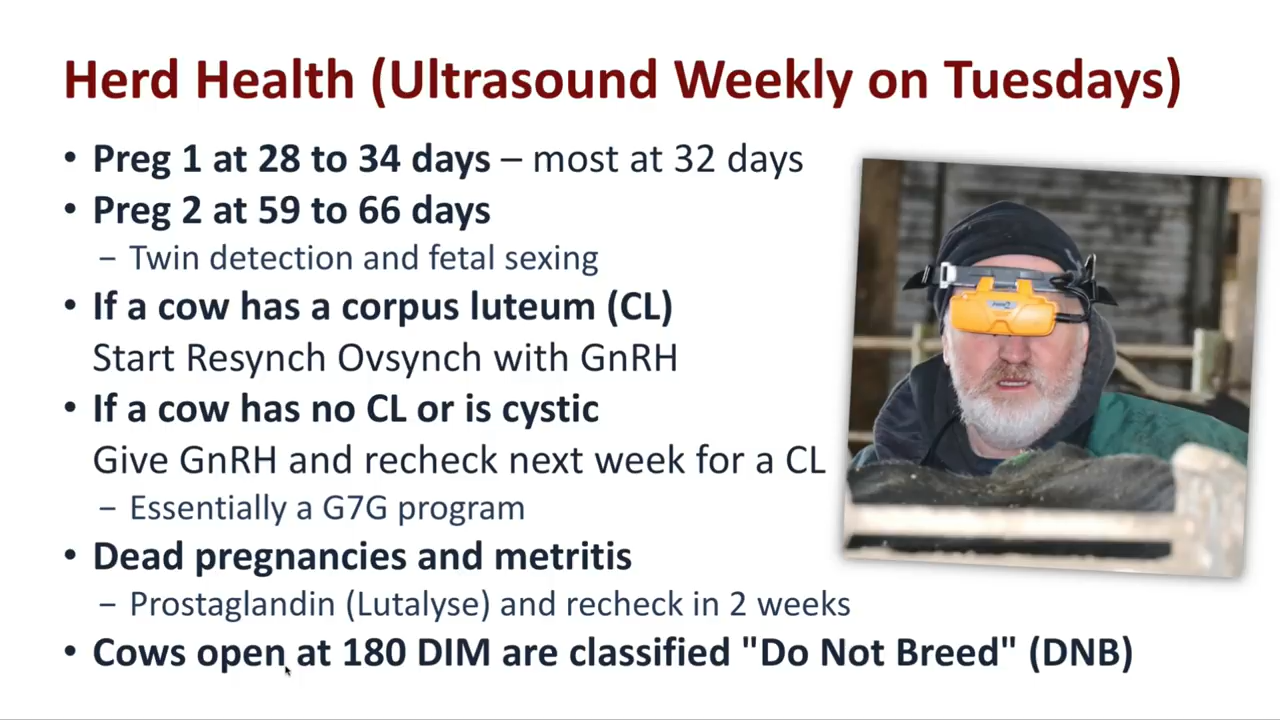 Herd Health (Ultrasound Weekly on Tuesdays)
• Preg 1 at 28 to 34 days – most at 32 days
• Preg 2 at 59 to 66 days
– Twin detection and fetal sexing
• If a cow has a corpus luteum (CL)
Start Resynch Ovsynch with GnRH
• If a cow has no CL or is cystic
Give GnRH and recheck next week for a CL
– Essentially a G7G program
• Dead pregnancies and metritis
– Prostaglandin (Lutalyse) and recheck in 2 weeks
• Cows open at 180 DIM are classified "Do Not Breed" (DNB)